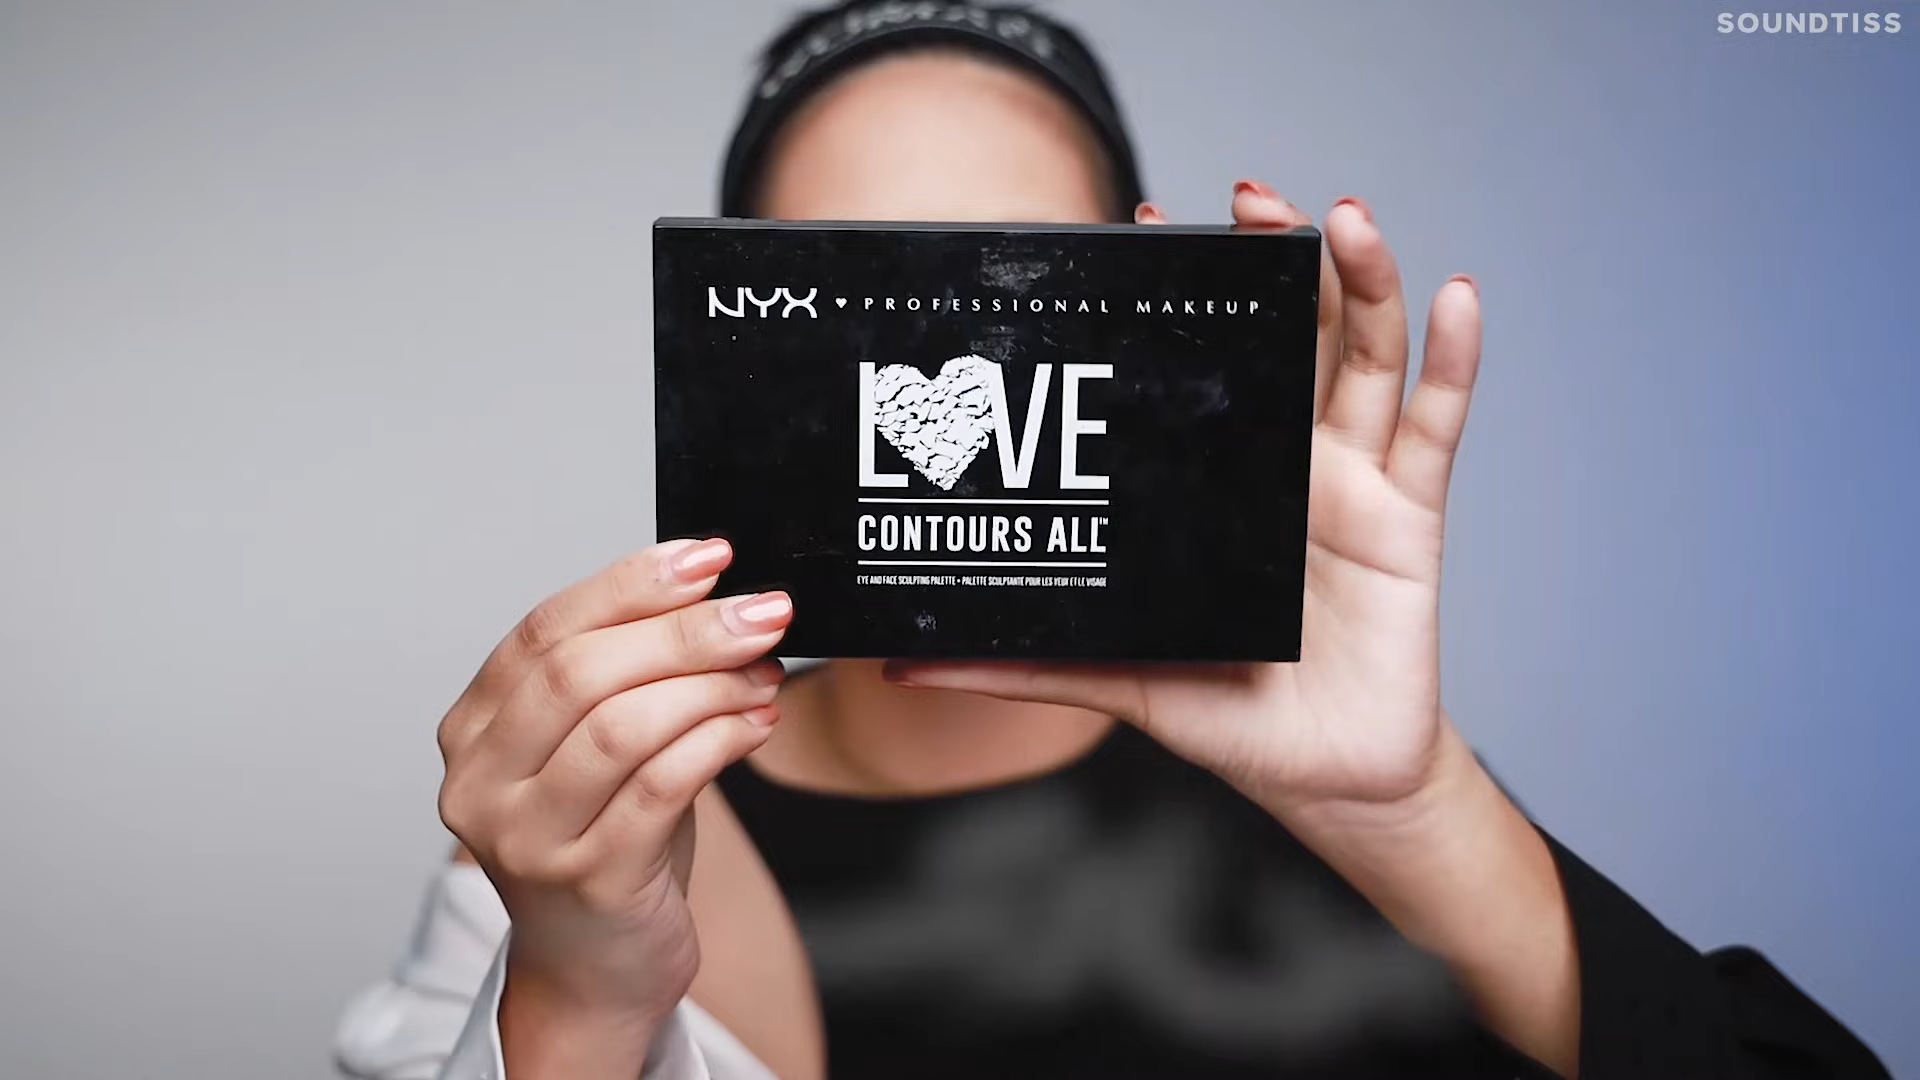 SOUNDTISS
NYX ♥ PROFESSIONAL MAKEUP
LOVE
CONTOURS ALL™
EYE AND FACE SCULPTING PALETTE • PALETTE SCULPTANTE POUR LES YEUX ET LE VISAGE